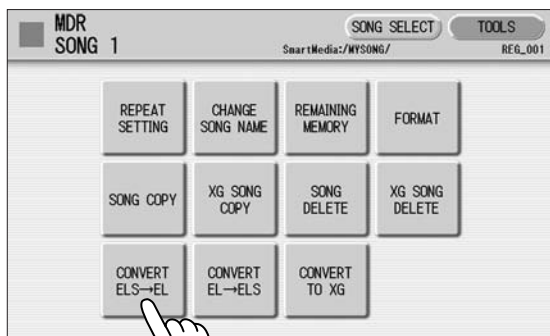 MDR
SONG 1
SONG SELECT
TOOLS
SmartMedia:/MYSONG/
REG_001
REPEAT
SETTING
CHANGE
SONG NAME
REMAINING
MEMORY
FORMAT
SONG COPY
XG SONG
COPY
SONG
DELETE
XG SONG
DELETE
CONVERT
ELS→EL
CONVERT
EL→ELS
CONVERT
TO XG